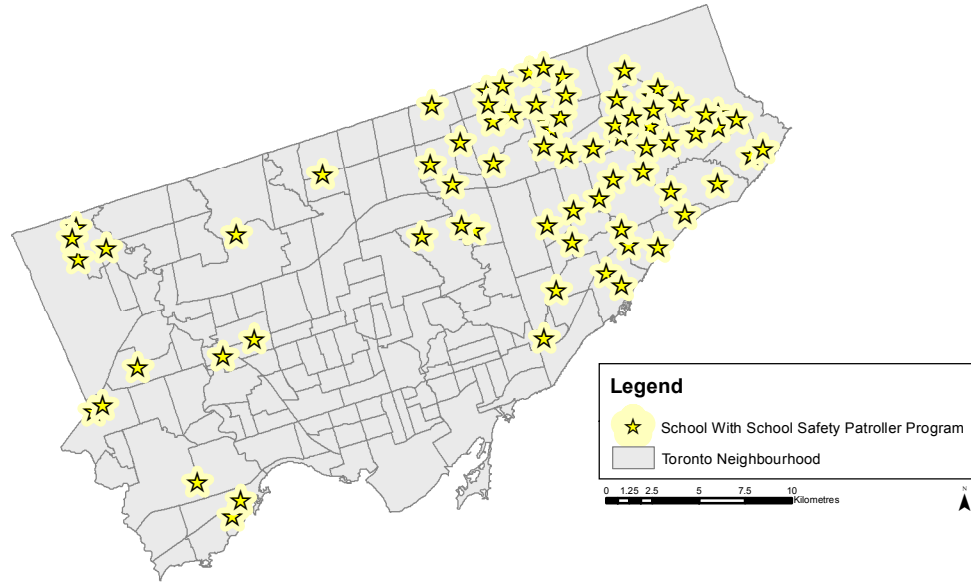 Legend
School With School Safety Patroller Program
Toronto Neighbourhood
0 1.25 2.5 5 7.5 10
Kilometres
N